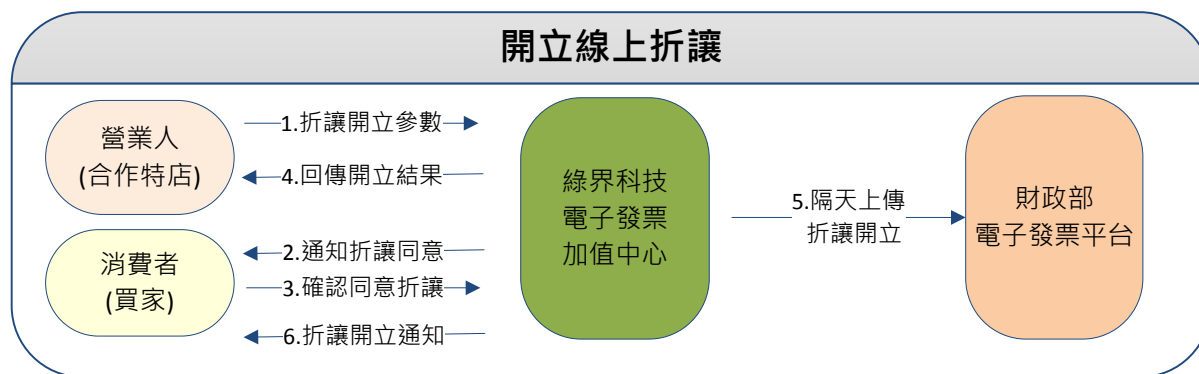 開立線上折讓
營業人
(合作特店)
1.折讓開立參數
4.回傳開立結果
消費者
(買家)
2.通知折讓同意
3.確認同意折讓
6.折讓開立通知
綠界科技
電子發票
加值中心
5.隔天上傳
折讓開立
財政部
電子發票平台